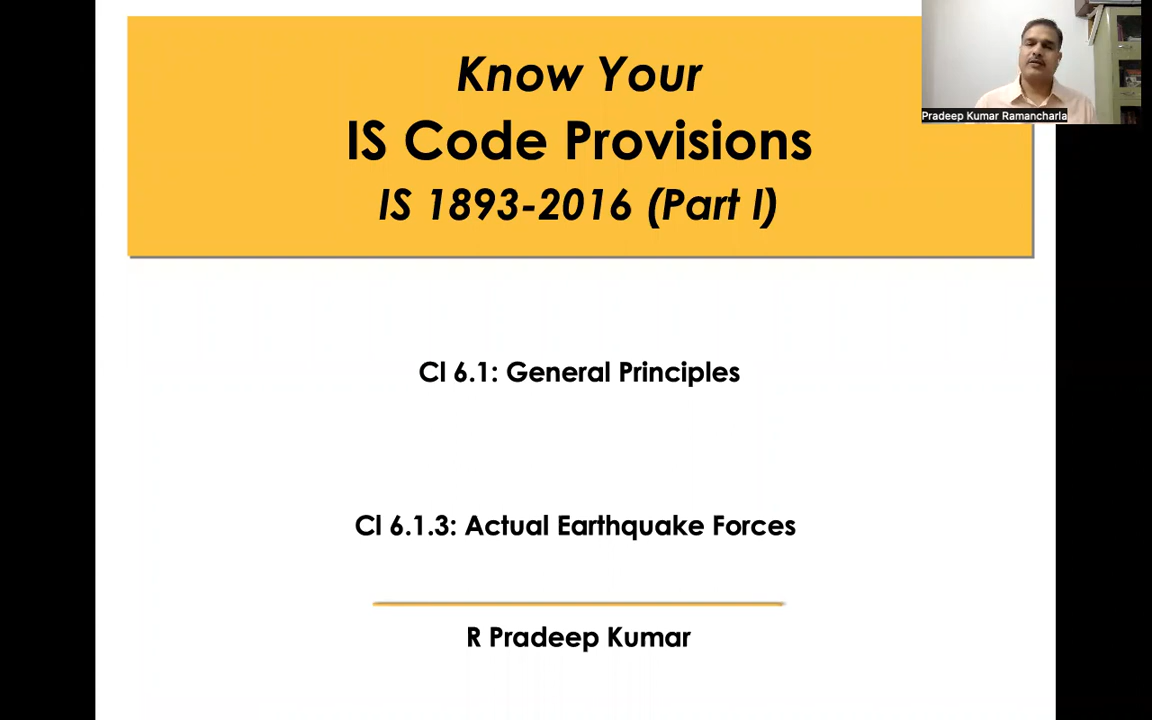 Know Your
IS Code Provisions
IS 1893-2016 (Part I)
Pradeep Kumar Ramancharla
Cl 6.1: General Principles
Cl 6.1.3: Actual Earthquake Forces
R Pradeep Kumar